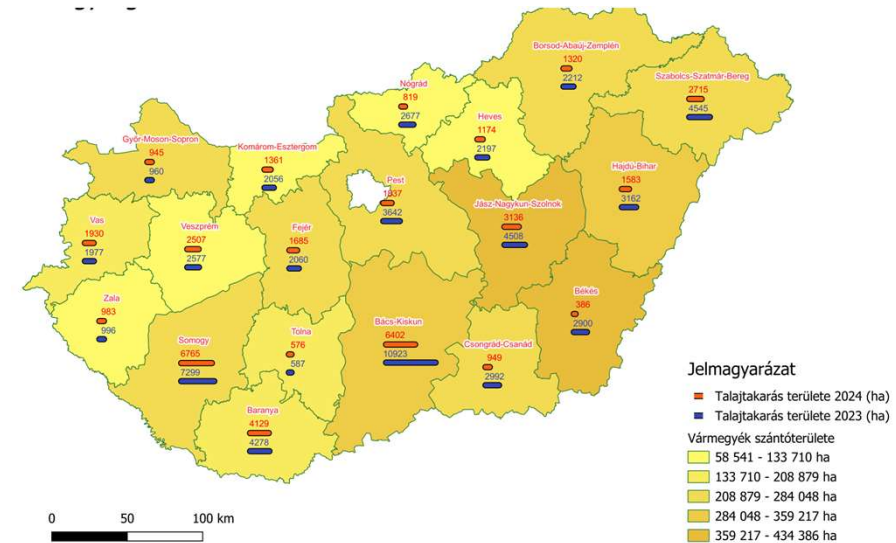 Borsod-Abaúj-Zemplén
1320
2212
Szabolcs-Szatmár-Bereg
2715
4545
Nógrád
819
2677
Heves
1174
2197
Győr-Moson-Sopron
945
960
Komárom-Esztergom
1361
2056
Pest
1837
3642
Hajdú-Bihar
1583
3162
Jász-Nagykun-Szolnok
3136
4508
Vas
1930
1977
Veszprém
2507
2577
Fejér
1685
2060
Zala
983
996
Somogy
6765
7299
Tolna
576
587
Bács-Kiskun
6402
10923
Csongrád-Csanád
949
2992
Békés
386
2900
Baranya
4129
4278
Jelmagyarázat
Talajtakarás területe 2024 (ha)
Talajtakarás területe 2023 (ha)
Vármegyék szántóterülete
58 541 - 133 710 ha
133 710 - 208 879 ha
208 879 - 284 048 ha
284 048 - 359 217 ha
359 217 - 434 386 ha
0 50 100 km